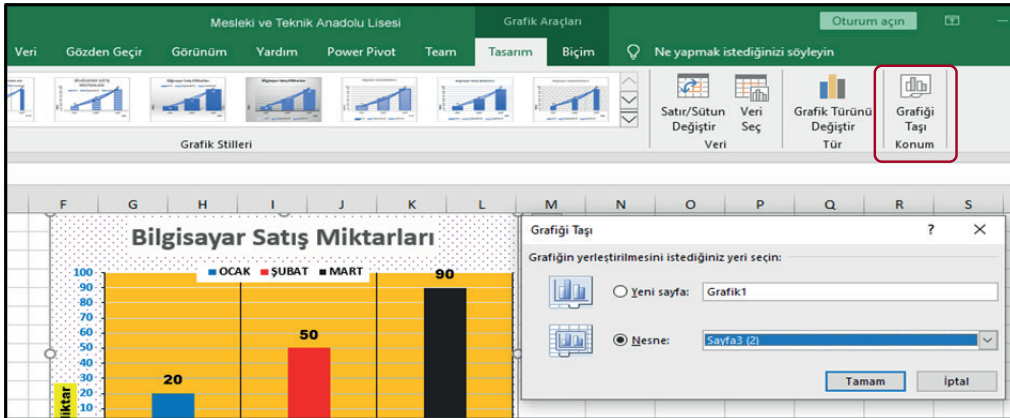 Mesleki ve Teknik Anadolu Lisesi
Grafik Araçları
Oturum açın
Veri Gözden Geçir Görünüm Yardım Power Pivot Team Tasarım Biçim Ne yapmak istediğinizi söyleyin
Satır/Sütun Değiştir
Veri Seç
Grafik Türünü Değiştir
Grafiği Taşı
Grafik Stilleri Veri Tür Konum
F G H I J K L M N O P Q R S
Bilgisayar Satış Miktarları
OCAK ŞUBAT MART
100
90
80
70
60
50
40
30
20
10
20
50
90
Grafiği Taşı ? ×
Grafiğin yerleştirilmesini istediğiniz yeri seçin:
Yeni sayfa: Grafik1
Nesne: Sayfa3 (2)
Tamam İptal